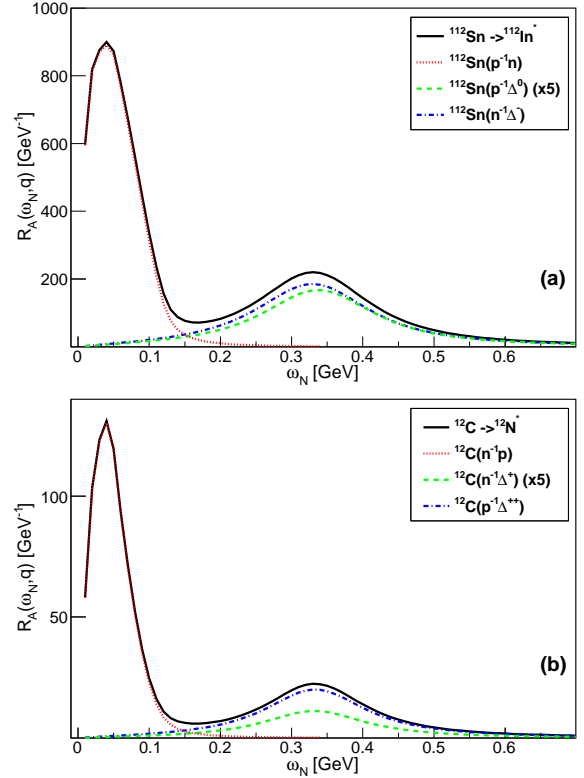 1000
800
600
400
200
R_A(ω_N,q) [GeV⁻¹]
¹¹²Sn ->¹¹²In*
¹¹²Sn(p⁻¹n)
¹¹²Sn(p⁻¹Δ⁰) (x5)
¹¹²Sn(n⁻¹Δ⁻)
(a)
0 0.1 0.2 0.3 0.4 0.5 0.6
ω_N [GeV]
100
50
R_A(ω_N,q) [GeV⁻¹]
¹²C ->¹²N*
¹²C(n⁻¹p)
¹²C(n⁻¹Δ⁺) (x5)
¹²C(p⁻¹Δ⁺⁺)
(b)
0 0.1 0.2 0.3 0.4 0.5 0.6
ω_N [GeV]